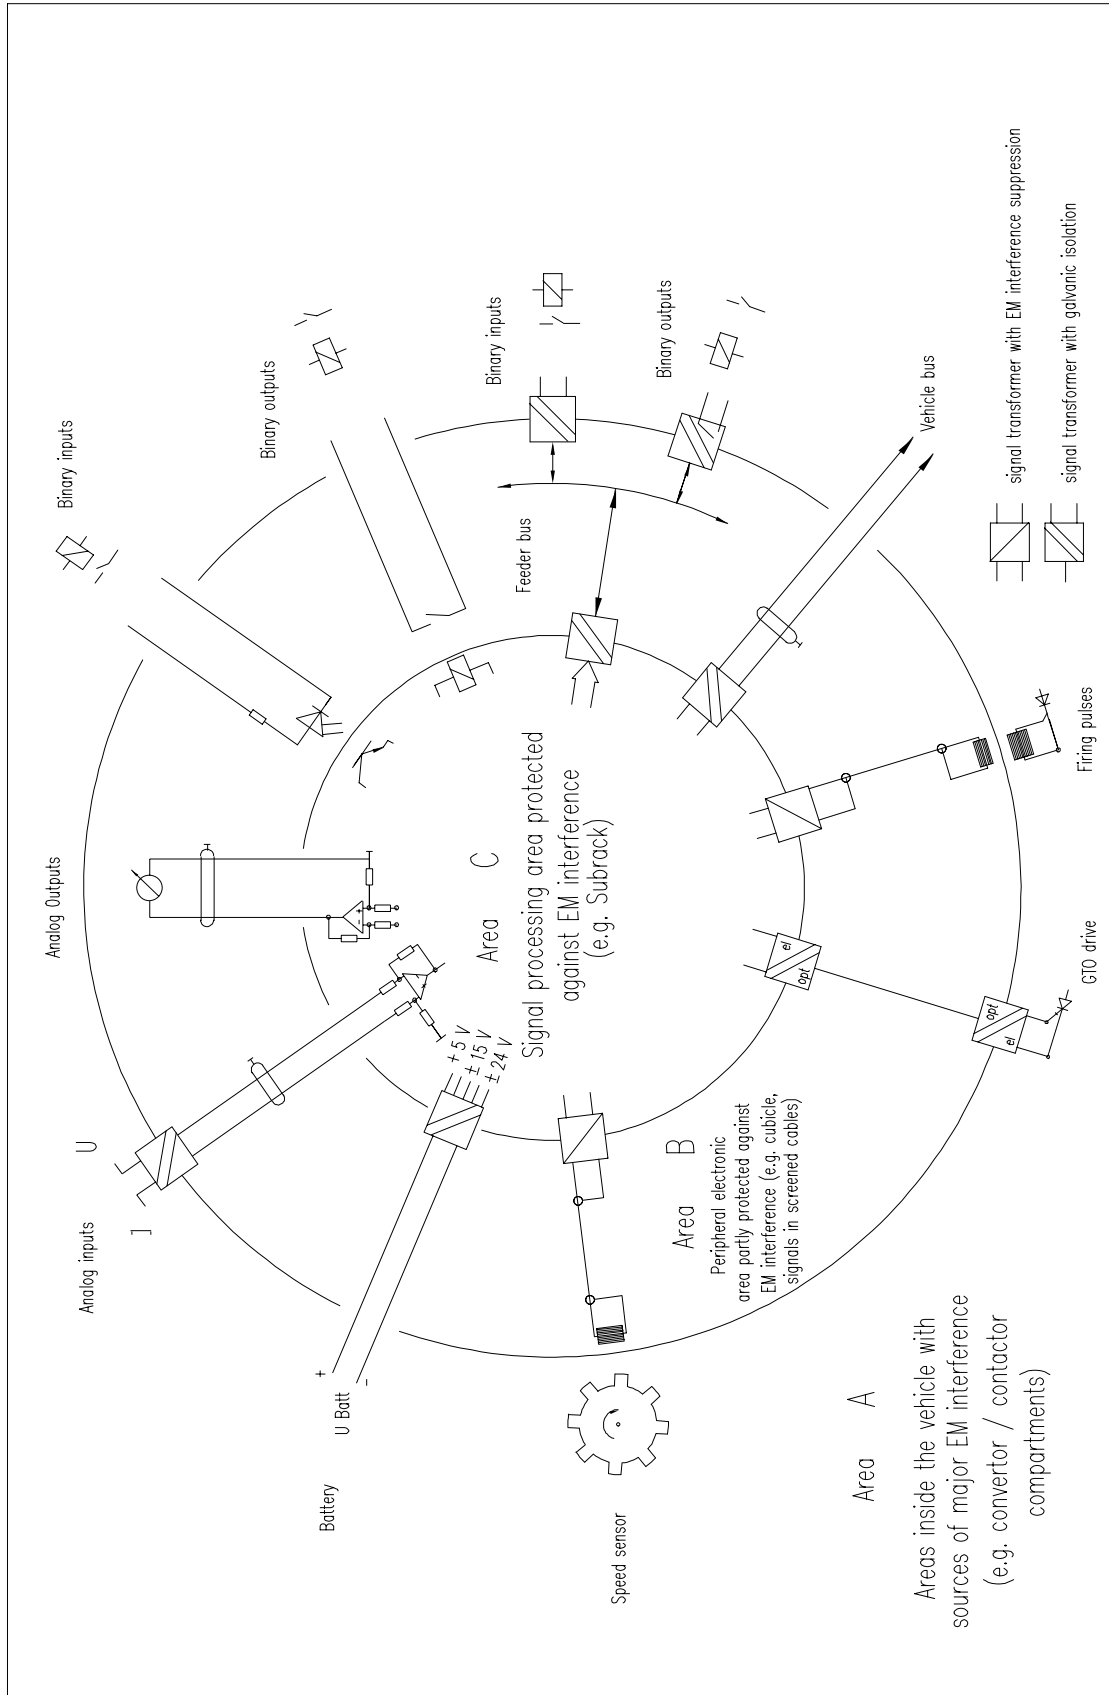 Analog inputs
U
I
Analog Outputs
Binary inputs
Binary outputs
Battery
U Batt
+
-
+ 5 V
± 15 V
± 24 V
Area C
Signal processing area protected
against EM interference
(e.g. Subrack)
Feeder bus
Binary inputs
Binary outputs
Vehicle bus
Speed sensor
Area B
Peripheral electronic
area partly protected against
EM interference (e.g. cubicle,
signals in screened cables)
el
opt
opt
el
GTO drive
Firing pulses
Area A
Areas inside the vehicle with
sources of major EM interference
(e.g. convertor / contactor
compartments)
signal transformer with EM interference suppression
signal transformer with galvanic isolation